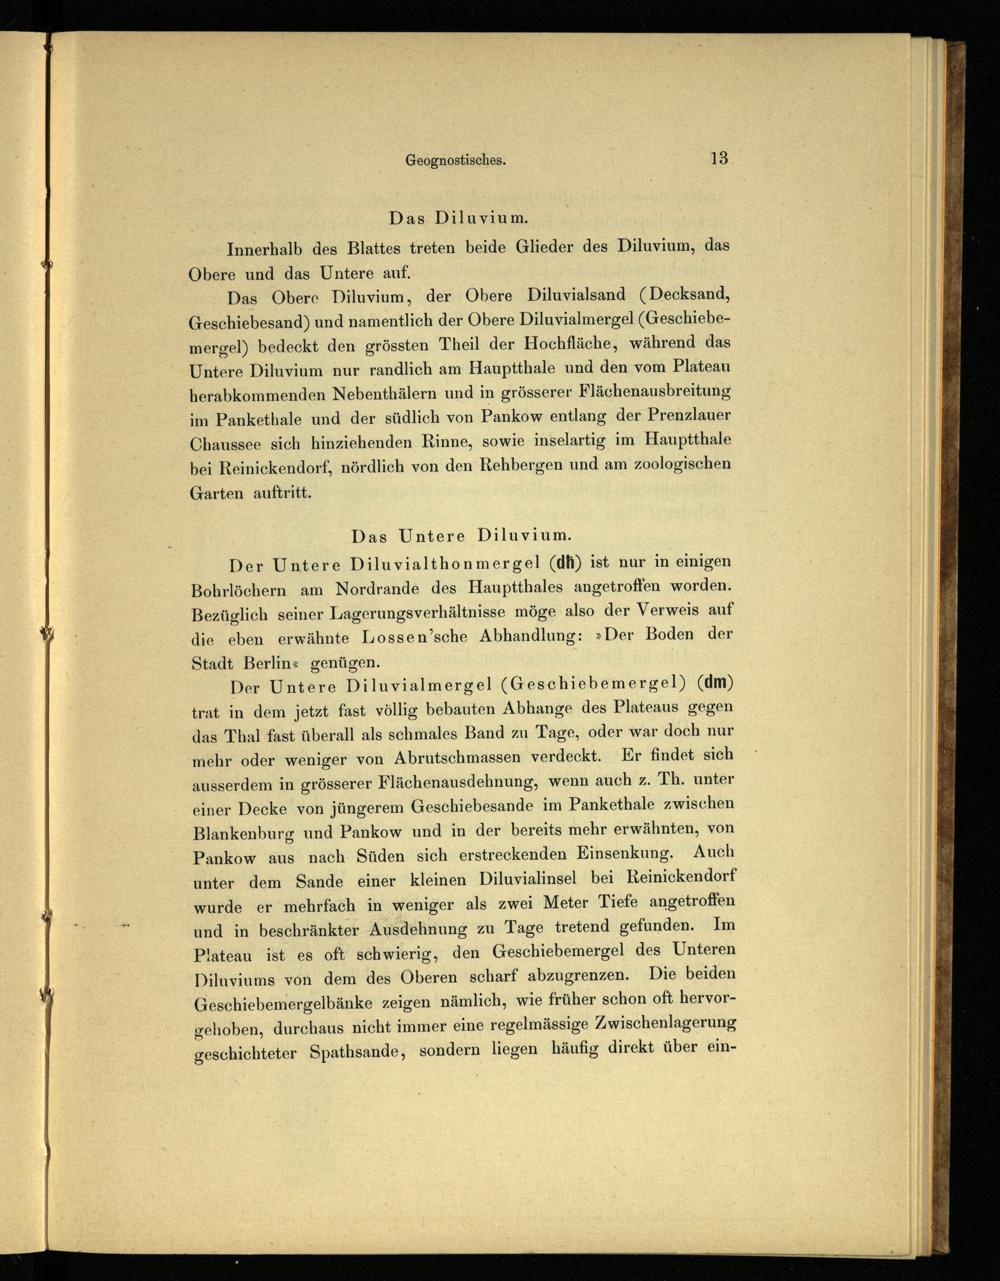 Geognostisches. 13
Das Diluvium.
Innerhalb des Blattes treten beide Glieder des Diluvium, das
Obere und das Untere auf.
Das Obere Diluvium, der Obere Diluvialsand (Decksand,
Geschiebesand) und namentlich der Obere Diluvialmergel (Geschiebe-
mergel) bedeckt den grössten Theil der Hochfläche, während das
Untere Diluvium nur randlich am Hauptthale und den vom Plateau
herabkommenden Nebenthälern und in grösserer Flächenausbreitung
im Pankethale und der südlich von Pankow entlang der Prenzlauer
Chaussee sich hinziehenden Rinne, sowie inselartig im Hauptthale
bei Reinickendorf, nördlich von den Rehbergen und am zoologischen
Garten auftritt.
Das Untere Diluvium.
Der Untere Diluvialthonmergel (dħ) ist nur in einigen
Bohrlöchern am Nordrande des Hauptthales angetroffen worden.
Bezüglich seiner Lagerungsverhältnisse möge also der Verweis auf
die eben erwähnte Lossen'sche Abhandlung: »Der Boden der
Stadt Berlin« genügen.
Der Untere Diluvialmergel (Geschiebemergel) (dm)
trat in dem jetzt fast völlig bebauten Abhange des Plateaus gegen
das Thal fast überall als schmales Band zu Tage, oder war doch nur
mehr oder weniger von Abrutschmassen verdeckt. Er findet sich
ausserdem in grösserer Flächenausdehnung, wenn auch z. Th. unter
einer Decke von jüngerem Geschiebesande im Pankethale zwischen
Blankenburg und Pankow und in der bereits mehr erwähnten, von
Pankow aus nach Süden sich erstreckenden Einsenkung. Auch
unter dem Sande einer kleinen Diluvialinsel bei Reinickendorf
wurde er mehrfach in weniger als zwei Meter Tiefe angetroffen
und in beschränkter Ausdehnung zu Tage tretend gefunden. Im
Plateau ist es oft schwierig, den Geschiebemergel des Unteren
Diluviums von dem des Oberen scharf abzugrenzen. Die beiden
Geschiebemergelbänke zeigen nämlich, wie früher schon oft hervor-
gehoben, durchaus nicht immer eine regelmässige Zwischenlagerung
geschichteter Spathsande, sondern liegen häufig direkt über ein-